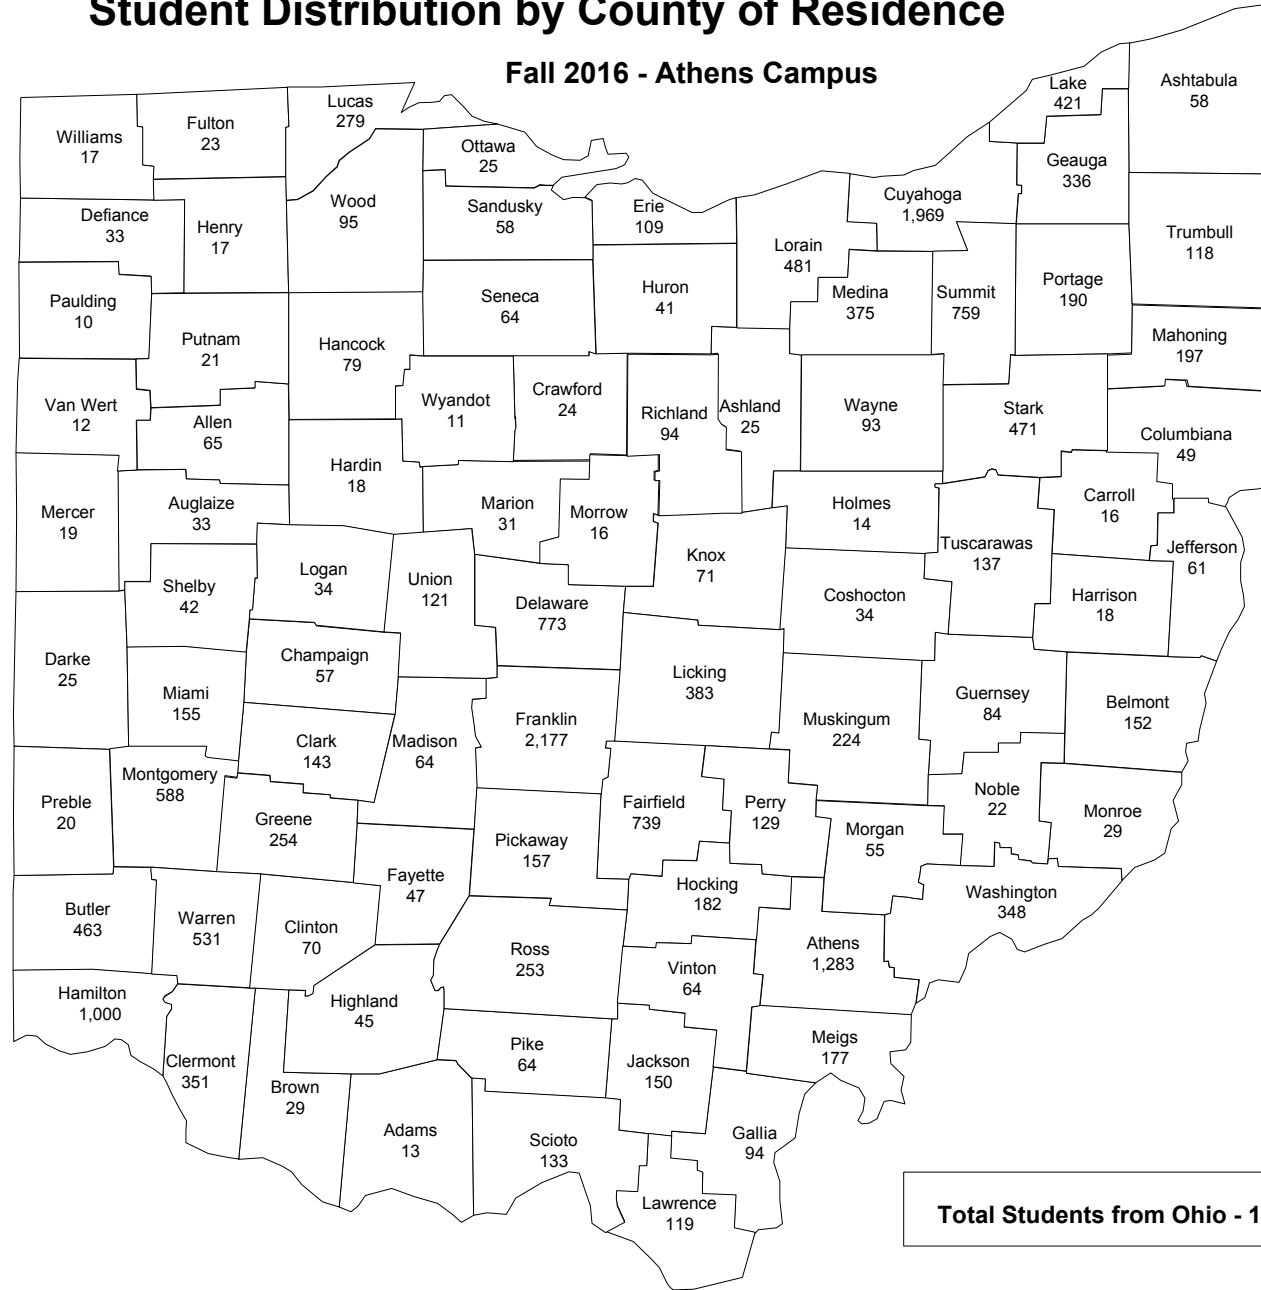 Student Distribution by County of Residence
Fall 2016 - Athens Campus
Williams
17
Fulton
23
Lucas
279
Ottawa
25
Lake
421
Ashtabula
58
Geauga
336
Cuyahoga
1,969
Defiance
33
Henry
17
Wood
95
Sandusky
58
Erie
109
Lorain
481
Trumbull
118
Paulding
10
Putnam
21
Hancock
79
Seneca
64
Huron
41
Medina
375
Summit
759
Portage
190
Mahoning
197
Van Wert
12
Allen
65
Wyandot
11
Crawford
24
Richland
94
Ashland
25
Wayne
93
Stark
471
Columbiana
49
Mercer
19
Auglaize
33
Hardin
18
Marion
31
Morrow
16
Holmes
14
Carroll
16
Tuscarawas
137
Jefferson
61
Knox
71
Shelby
42
Logan
34
Union
121
Delaware
773
Coshocton
34
Harrison
18
Darke
25
Miami
155
Champaign
57
Licking
383
Guernsey
84
Belmont
152
Clark
143
Madison
64
Franklin
2,177
Muskingum
224
Preble
20
Montgomery
588
Greene
254
Fairfield
739
Perry
129
Noble
22
Monroe
29
Pickaway
157
Morgan
55
Fayette
47
Hocking
182
Washington
348
Butler
463
Warren
531
Clinton
70
Ross
253
Athens
1,283
Vinton
64
Hamilton
1,000
Highland
45
Pike
64
Meigs
177
Clermont
351
Jackson
150
Brown
29
Adams
13
Scioto
133
Gallia
94
Lawrence
119
Total Students from Ohio - 1